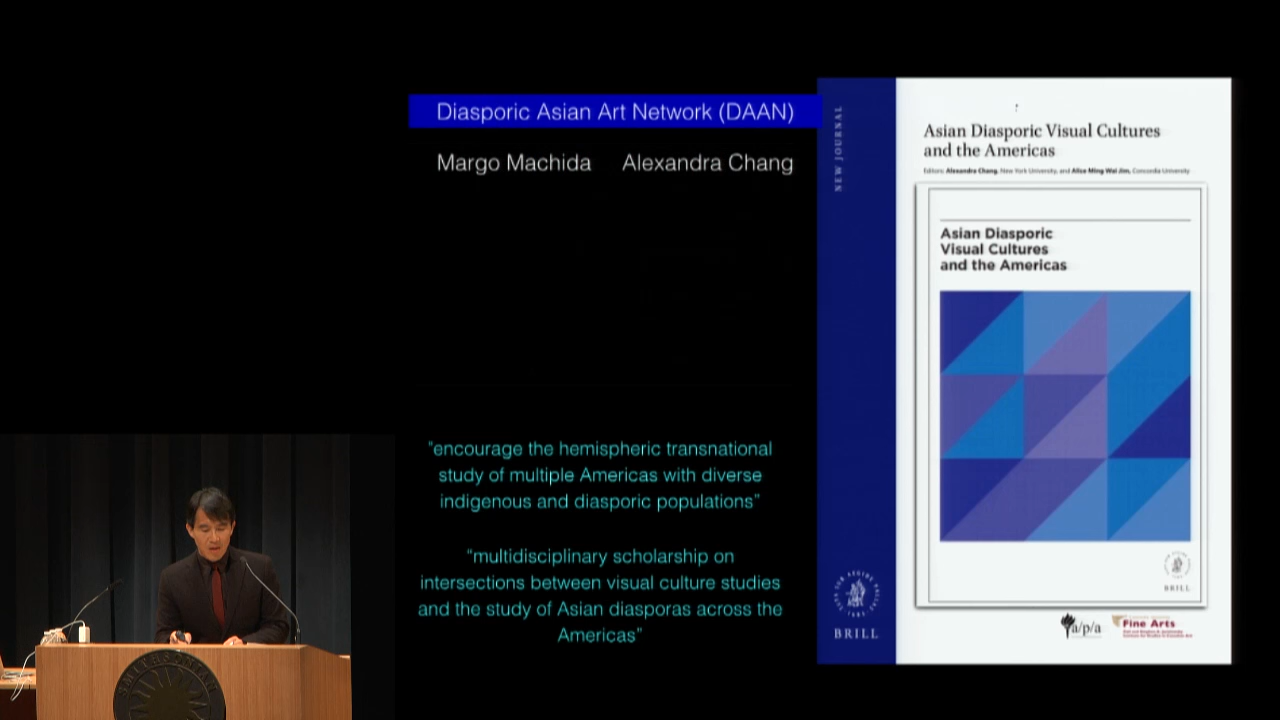 Diasporic Asian Art Network (DAAN)
Margo Machida Alexandra Chang
"encourage the hemispheric transnational
study of multiple Americas with diverse
indigenous and diasporic populations"
"multidisciplinary scholarship on
intersections between visual culture studies
and the study of Asian diasporas across the
Americas"
NEW JOURNAL
BRILL
Asian Diasporic Visual Cultures
and the Americas
Editors: Alexandra Chang, New York University, and Alice Ming Wai Jim, Concordia University
Asian Diasporic
Visual Cultures
and the Americas
BRILL
a/p/a
Fine Arts
SMITHSONIAN